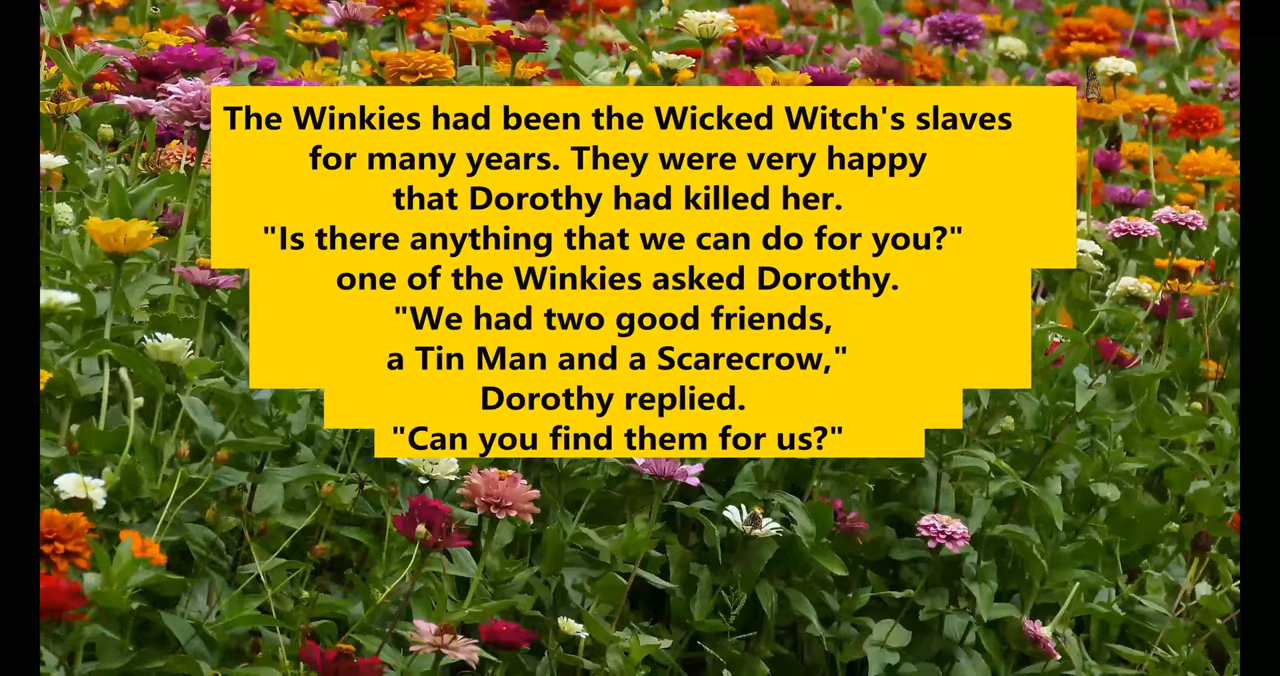 The Winkies had been the Wicked Witch's slaves
for many years. They were very happy
that Dorothy had killed her.
"Is there anything that we can do for you?"
one of the Winkies asked Dorothy.
"We had two good friends,
a Tin Man and a Scarecrow,"
Dorothy replied.
"Can you find them for us?"